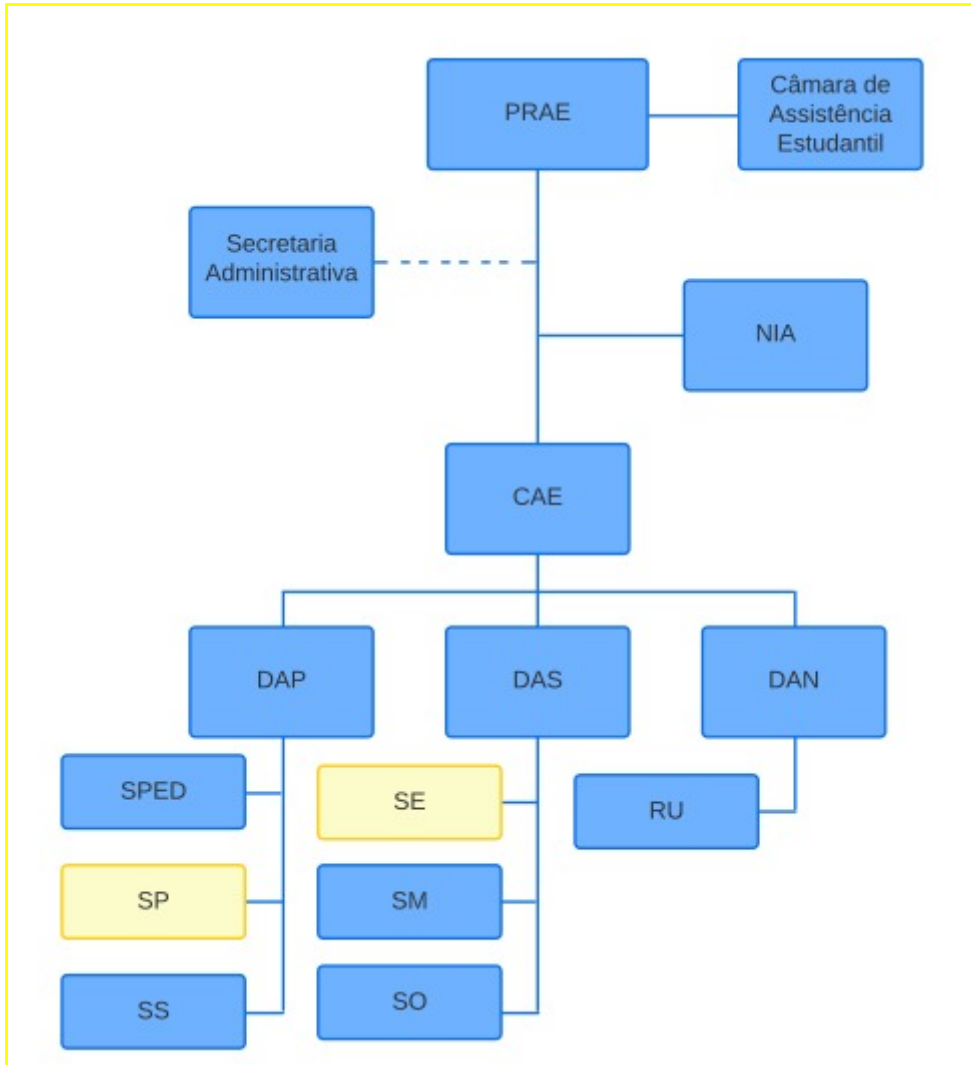 PRAE
Câmara de
Assistência
Estudantil
Secretaria
Administrativa
NIA
CAE
DAP
DAS
DAN
SPED
SE
RU
SP
SM
SS
SO